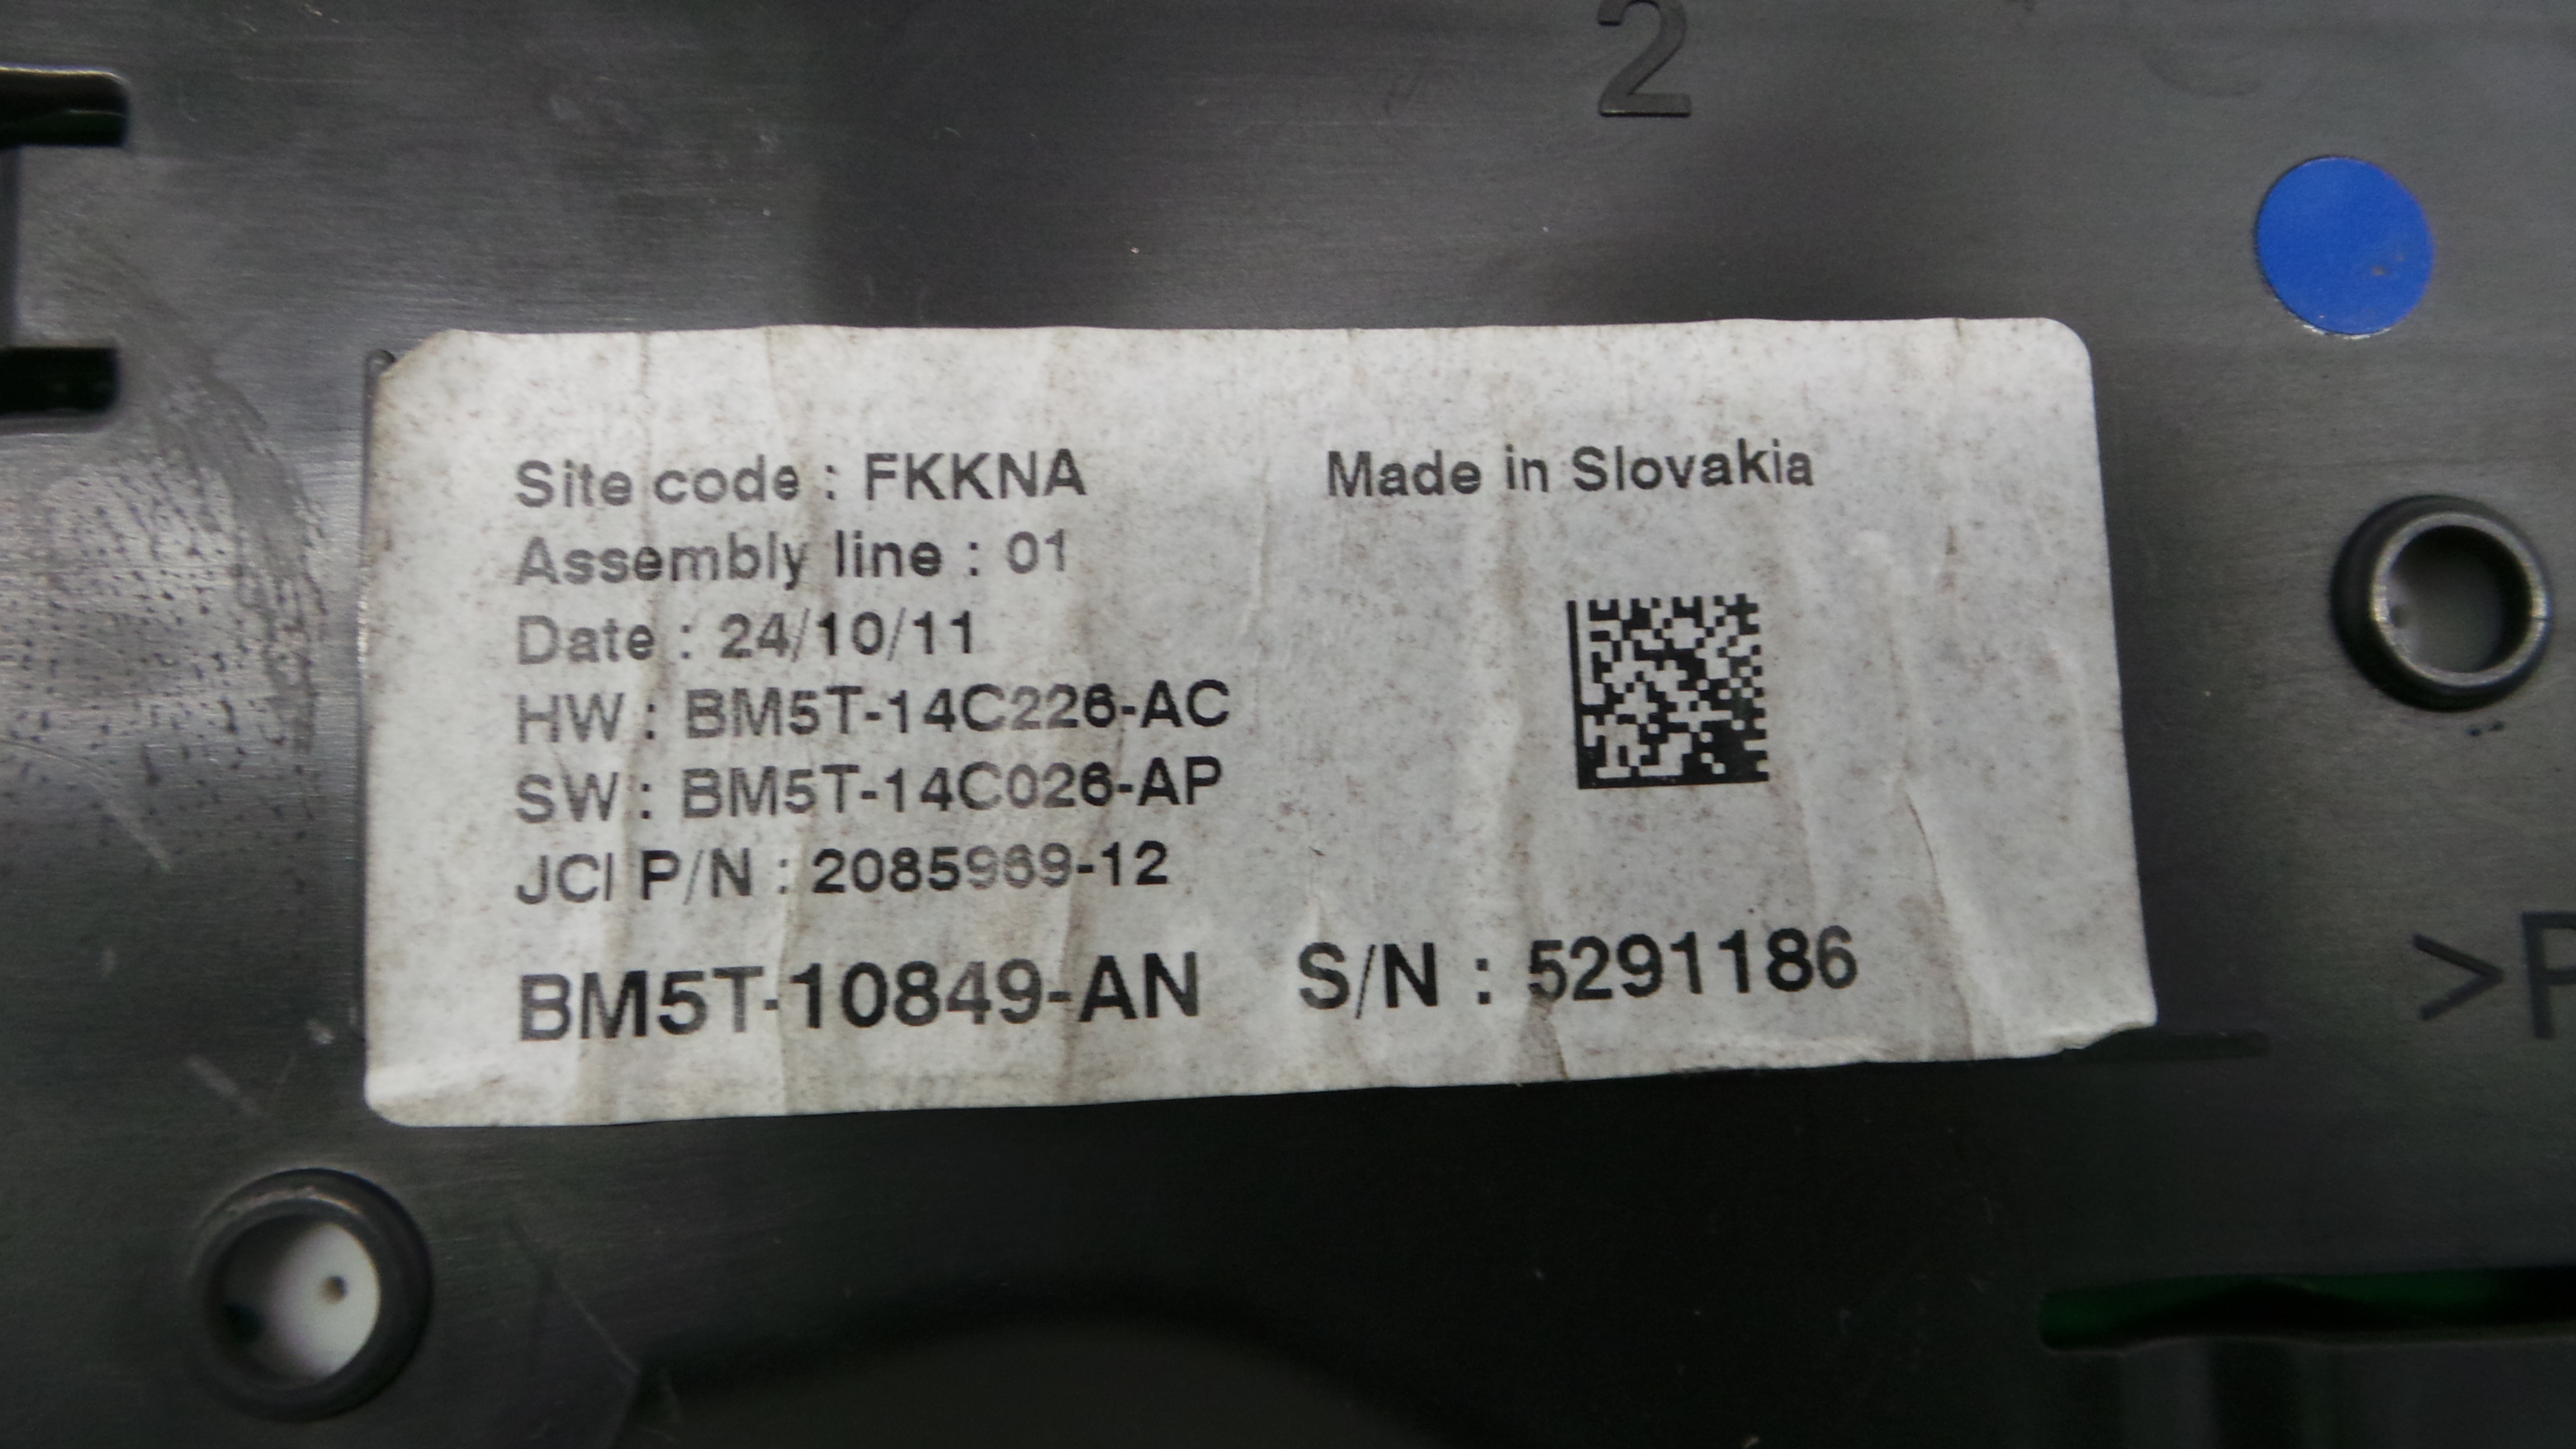 2
Site code : FKKNA
Made in Slovakia
Assembly line : 01
Date : 24/10/11
HW : BM5T-14C226-AC
SW : BM5T-14C026-AP
JCI P/N : 2085969-12
BM5T-10849-AN S/N : 5291186